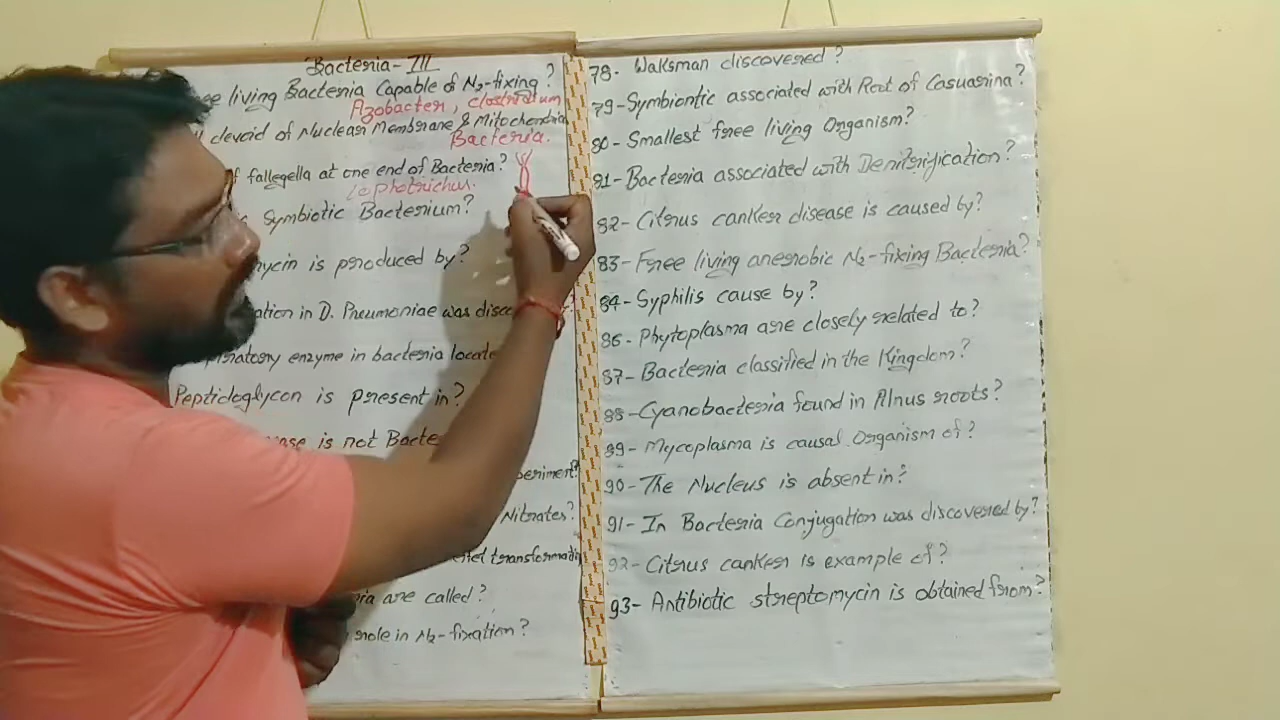 Bacteria-III
free living Bacteria Capable of N2-fixing?
Azobacter, clostridium
devoid of Nuclear Membrane & Mitochondria
Bacteria.
of fallegella at one end of Bacteria?
Lophotrichus.
Symbiotic Bacterium?
is produced by?
in D. Pneumoniae was
enzyme in bacteria
Peptidoglycon is present in?
is not
Nitrates?
are called?
role in N2-fixation?
78- Waksman discovered?
79- Symbiontic associated with Root of Casuarina?
80- Smallest free living Organism?
81- Bacteria associated with Denitrification?
82- Citrus canker disease is caused by?
83- Free living anerobic N2-fixing Bacteria?
84- Syphilis cause by?
86- Phytoplasma are closely related to?
87- Bacteria classified in the Kingdom?
88- Cyanobacteria found in Alnus roots?
89- Mycoplasma is causal Organism of?
90- The Nucleus is absent in?
91- In Bacteria Conjugation was discovered by?
92- Citrus canker is example of?
93- Antibiotic streptomycin is obtained from?